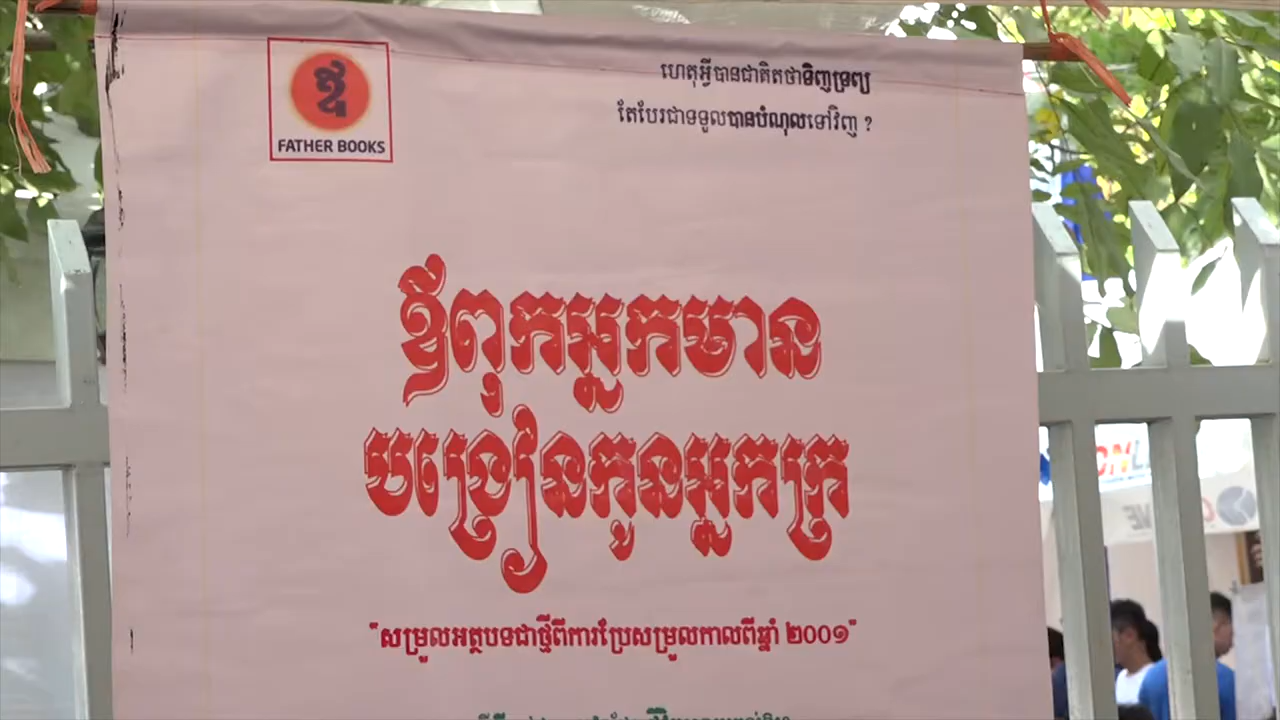 ឪ
FATHER BOOKS
ហេតុអ្វីបានជាគិតថាទិញទ្រព្យ
តែបែរជាទទួលបានបំណុលទៅវិញ ?
ឪពុកអ្នកមាន
បង្រៀនកូនអ្នកក្រ
"សម្រួលអត្ថបទជាថ្មីពីការប្រែសម្រួលកាលពីឆ្នាំ ២០០១"